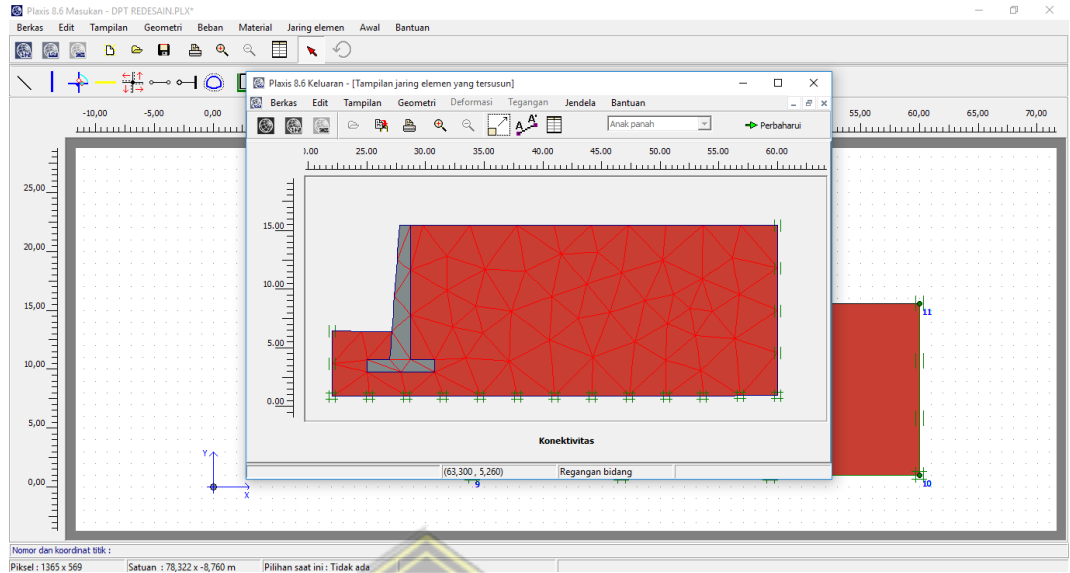 Plaxis 8.6 Masukan - DPT REDESAIN.PLX*
Berkas Edit Tampilan Geometri Beban Material Jaring elemen Awal Bantuan
Plaxis 8.6 Keluaran - [Tampilan jaring elemen yang tersusun]
Berkas Edit Tampilan Geometri Deformasi Tegangan Jendela Bantuan
Anak panah
Perbaharui
-10,00 -5,00 0,00 55,00 60,00 65,00 70,00
25,00
20,00
15,00
10,00
5,00
0,00
25.00 30.00 35.00 40.00 45.00 50.00 55.00 60.00
15.00
10.00
5.00
0.00
Konektivitas
(63,300 , 5,260) Regangan bidang
Y
X
9
11
10
Nomor dan koordinat titik :
Piksel : 1365 x 569 Satuan : 78,322 x -8,760 m Pilihan saat ini : Tidak ada